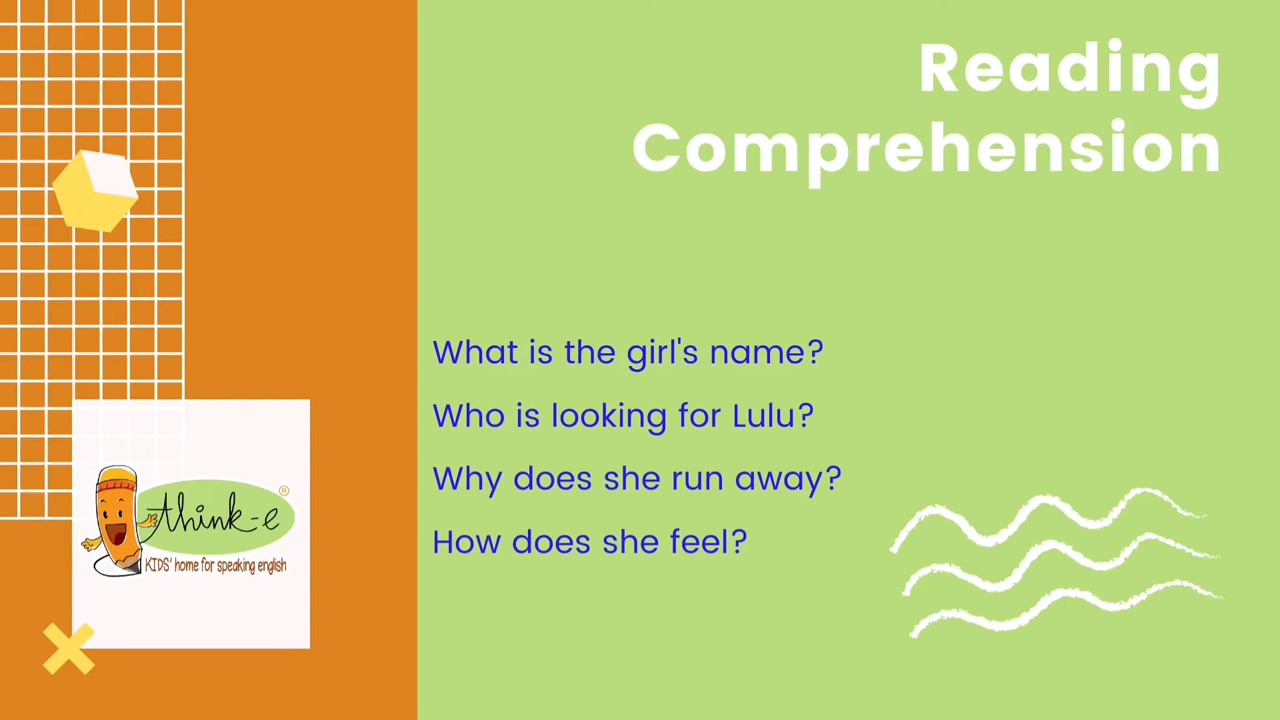 Reading
Comprehension
What is the girl's name?
Who is looking for Lulu?
Why does she run away?
How does she feel?
think-e ®
KIDS' home for speaking english